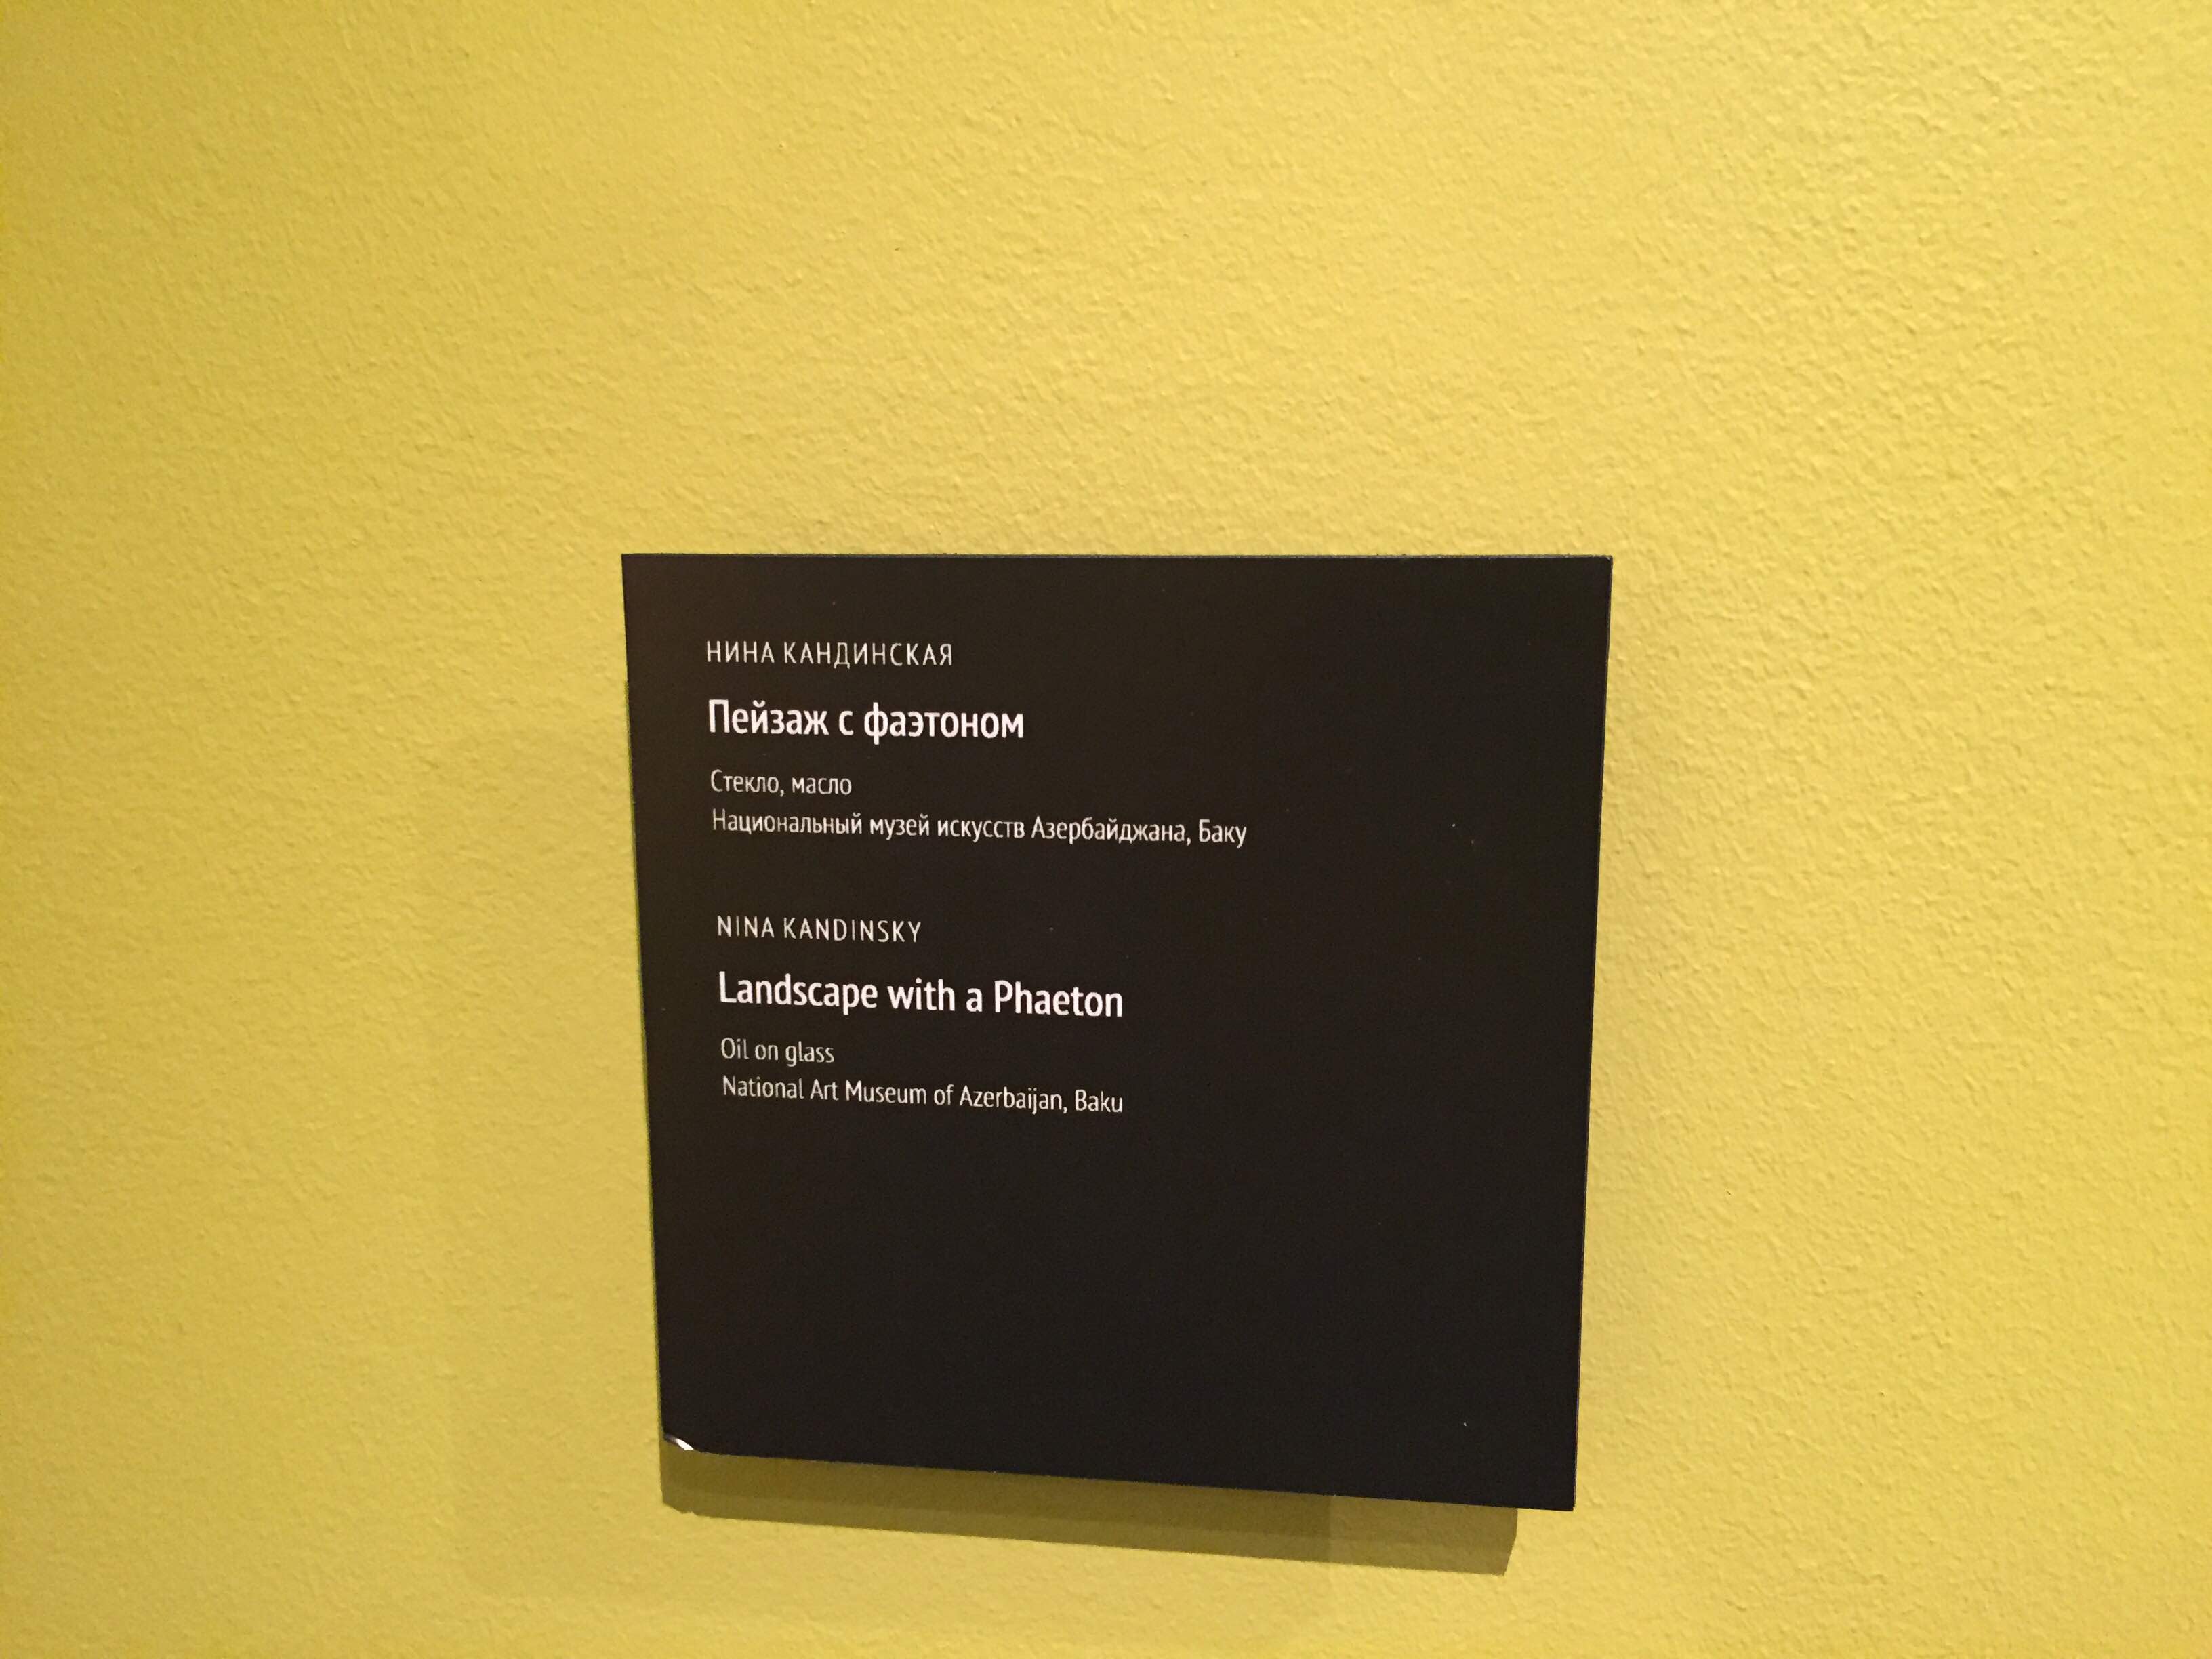 НИНА КАНДИНСКАЯ
Пейзаж с фаэтоном
Стекло, масло
Национальный музей искусств Азербайджана, Баку
NINA KANDINSKY
Landscape with a Phaeton
Oil on glass
National Art Museum of Azerbaijan, Baku